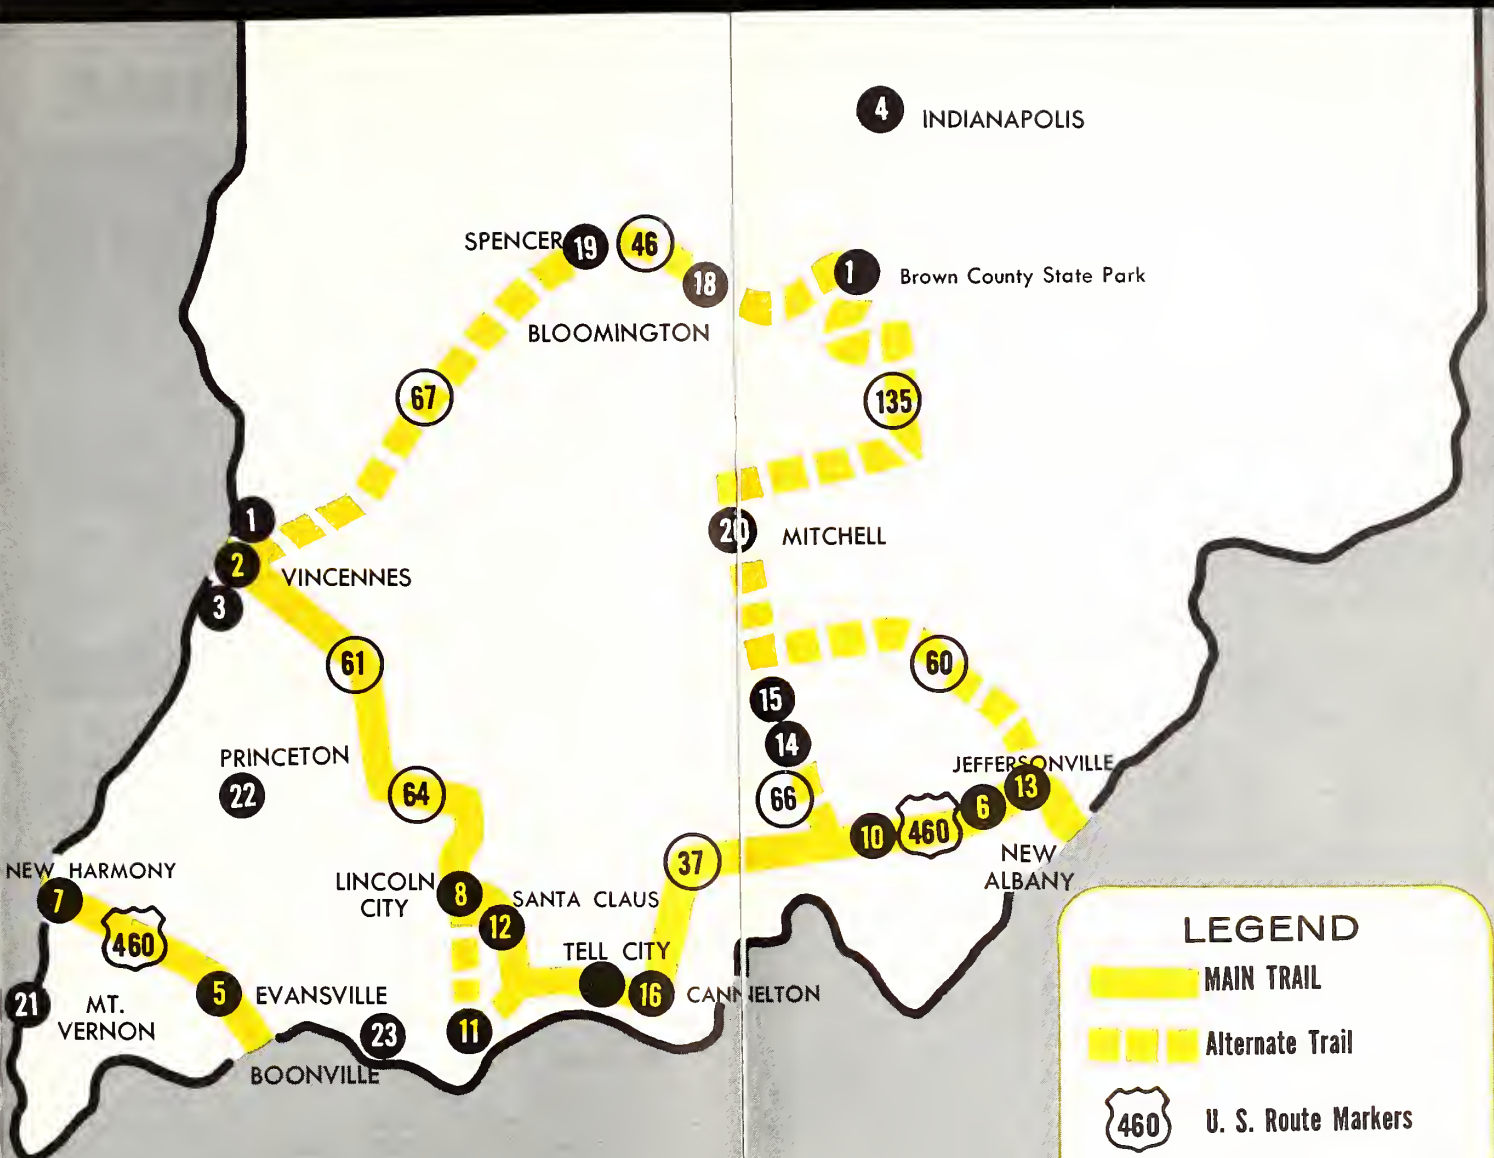 4 INDIANAPOLIS
SPENCER 19 46
18
BLOOMINGTON
1 Brown County State Park
67
135
1
2 VINCENNES
3
20 MITCHELL
61
60
15
14
PRINCETON
22
64
66
JEFFERSONVILLE
13
6
460
10
NEW
ALBANY
37
NEW HARMONY
7
460
LINCOLN
CITY
8
SANTA CLAUS
12
TELL CITY
16 CANNELTON
5 EVANSVILLE
21 MT.
VERNON
23
11
BOONVILLE
LEGEND
MAIN TRAIL
Alternate Trail
460 U. S. Route Markers